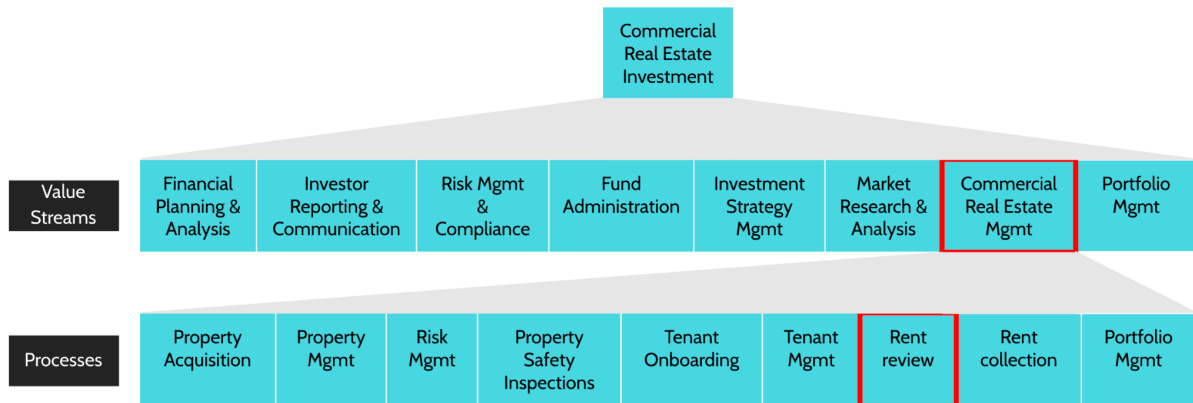 Commercial
Real Estate
Investment
Value
Streams
Financial
Planning &
Analysis
Investor
Reporting &
Communication
Risk Mgmt
&
Compliance
Fund
Administration
Investment
Strategy
Mgmt
Market
Research &
Analysis
Commercial
Real Estate
Mgmt
Portfolio
Mgmt
Processes
Property
Acquisition
Property
Mgmt
Risk
Mgmt
Property
Safety
Inspections
Tenant
Onboarding
Tenant
Mgmt
Rent
review
Rent
collection
Portfolio
Mgmt